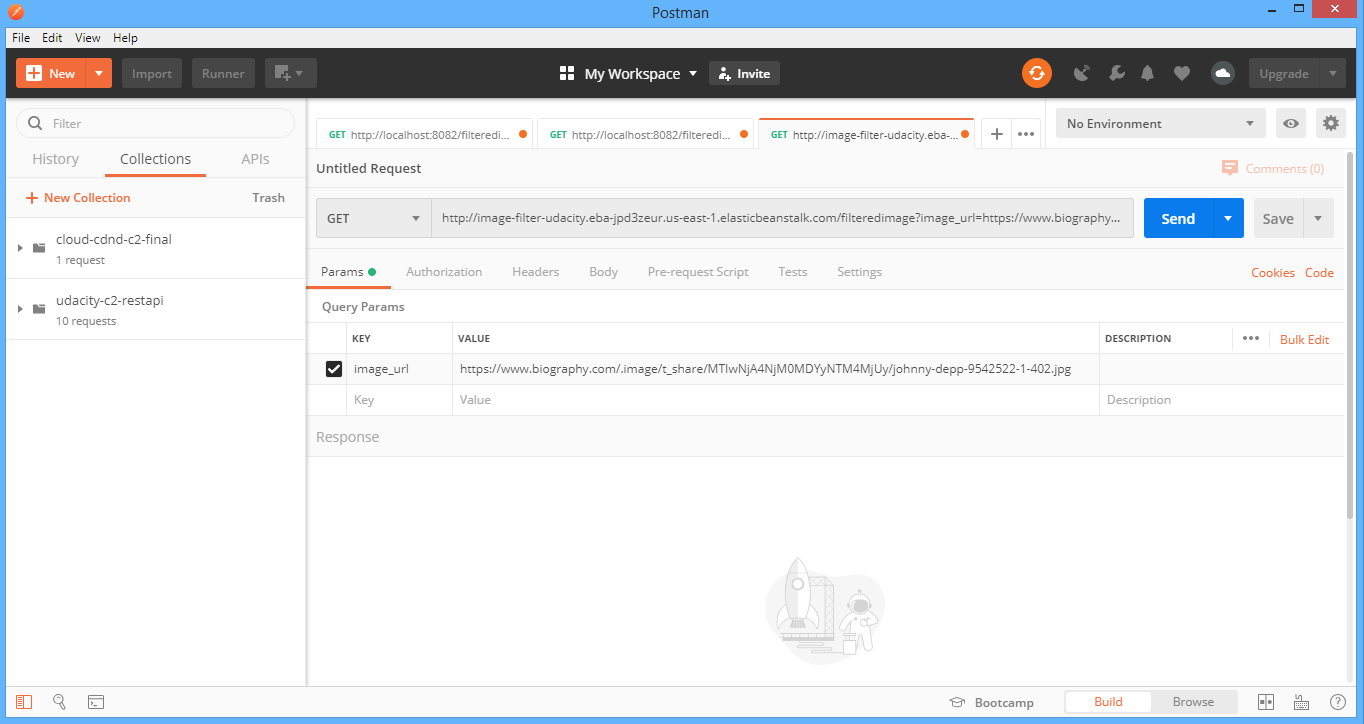 Postman
File Edit View Help
New Import Runner My Workspace Invite Upgrade
Filter
History Collections APIs
New Collection Trash
cloud-cdnd-c2-final
1 request
udacity-c2-restapi
10 requests
GET http://localhost:8082/filteredi... GET http://localhost:8082/filteredi... GET http://image-filter-udacity.eba-... No Environment
Untitled Request Comments (0)
GET http://image-filter-udacity.eba-jpd3zeur.us-east-1.elasticbeanstalk.com/filteredimage?image_url=https://www.biography... Send Save
Params Authorization Headers Body Pre-request Script Tests Settings Cookies Code
Query Params
KEY VALUE DESCRIPTION Bulk Edit
image_url https://www.biography.com/.image/t_share/MTIwNjA4NjM0MDYyNTM4MjUy/johnny-depp-9542522-1-402.jpg
Key Value Description
Response
Bootcamp Build Browse